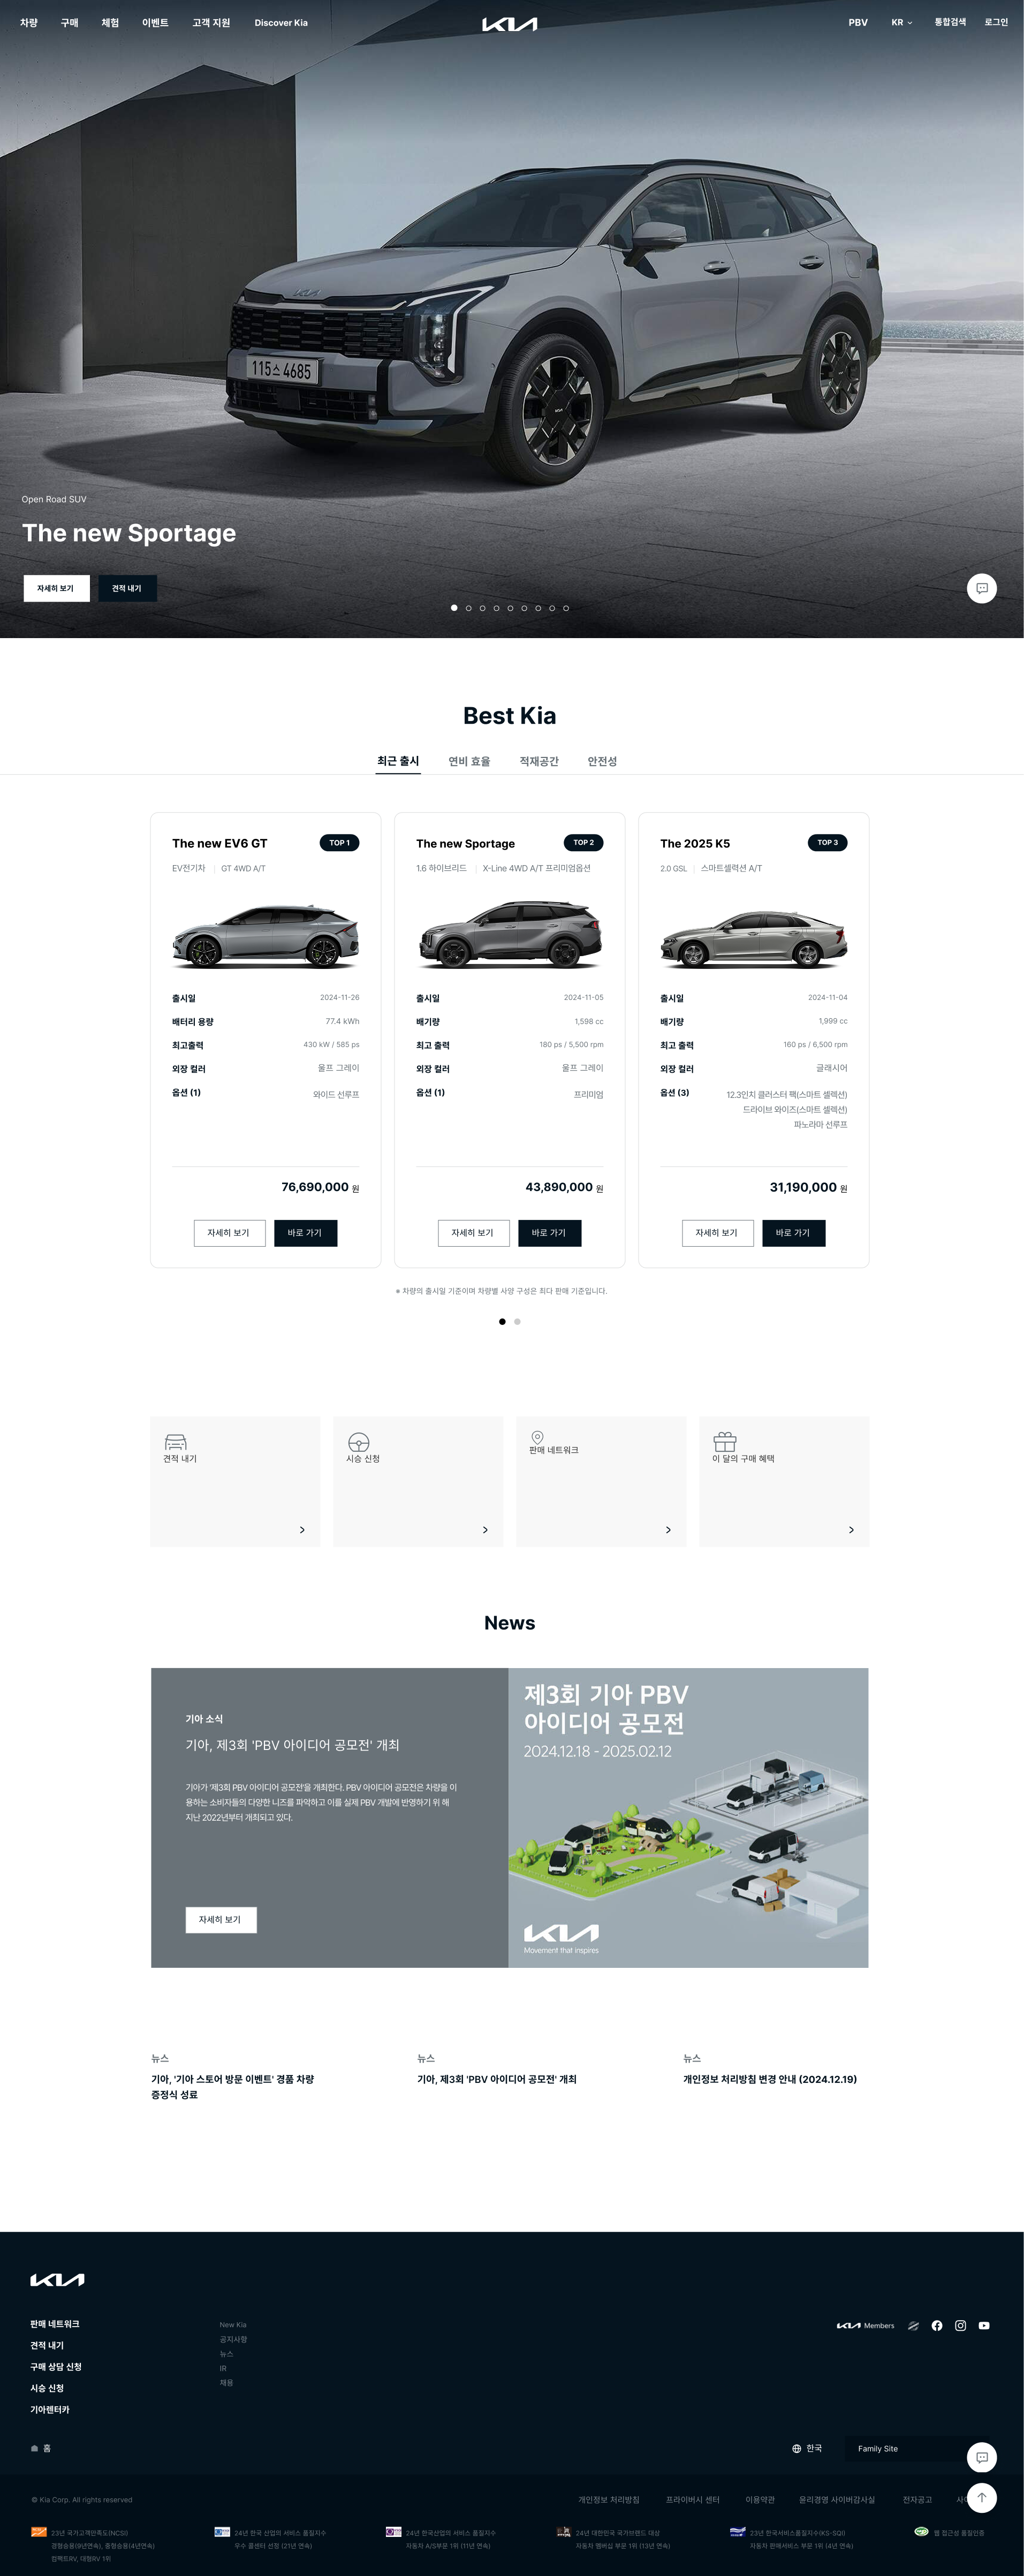 차량 구매 체험 이벤트 고객 지원 Discover Kia KIA PBV KR 통합검색 로그인
115스 4685
Open Road SUV
The new Sportage
자세히 보기 견적 내기
Best Kia
최근 출시 연비 효율 적재공간 안전성
The new EV6 GT TOP 1
EV전기차 GT 4WD A/T
출시일 2024-11-26
배터리 용량 77.4 kWh
최고출력 430 kW / 585 ps
외장 컬러 울프 그레이
옵션 (1) 와이드 선루프
76,690,000 원
자세히 보기 바로 가기
The new Sportage TOP 2
1.6 하이브리드 X-Line 4WD A/T 프리미엄옵션
출시일 2024-11-05
배기량 1,598 cc
최고 출력 180 ps / 5,500 rpm
외장 컬러 울프 그레이
옵션 (1) 프리미엄
43,890,000 원
자세히 보기 바로 가기
The 2025 K5 TOP 3
2.0 GSL 스마트셀렉션 A/T
출시일 2024-11-04
배기량 1,999 cc
최고 출력 160 ps / 6,500 rpm
외장 컬러 글래시어
옵션 (3) 12.3인치 클러스터 팩(스마트 셀렉션)
드라이브 와이즈(스마트 셀렉션)
파노라마 선루프
31,190,000 원
자세히 보기 바로 가기
※ 차량의 출시일 기준이며 차량별 사양 구성은 최다 판매 기준입니다.
견적 내기
시승 신청
판매 네트워크
이 달의 구매 혜택
News
기아 소식
기아, 제3회 'PBV 아이디어 공모전' 개최
기아가 '제3회 PBV 아이디어 공모전'을 개최한다. PBV 아이디어 공모전은 차량을 이
용하는 소비자들의 다양한 니즈를 파악하고 이를 실제 PBV 개발에 반영하기 위 해
지난 2022년부터 개최되고 있다.
자세히 보기
제3회 기아 PBV
아이디어 공모전
2024.12.18 - 2025.02.12
KIA
Movement that inspires
뉴스
기아, '기아 스토어 방문 이벤트' 경품 차량
증정식 성료
뉴스
기아, 제3회 'PBV 아이디어 공모전' 개최
뉴스
개인정보 처리방침 변경 안내 (2024.12.19)
KIA
판매 네트워크
견적 내기
구매 상담 신청
시승 신청
기아렌터카
New Kia
공지사항
뉴스
IR
채용
KIA Members
홈
한국 Family Site
© Kia Corp. All rights reserved
개인정보 처리방침 프라이버시 센터 이용약관 윤리경영 사이버감사실 전자공고
23년 국가고객만족도(NCSI)
경형승용(9년연속), 중형승용(4년연속)
컴팩트RV, 대형RV 1위
24년 한국 산업의 서비스 품질지수
우수 콜센터 선정 (21년 연속)
24년 한국산업의 서비스 품질지수
자동차 A/S부문 1위 (11년 연속)
24년 대한민국 국가브랜드 대상
자동차 멤버십 부문 1위 (13년 연속)
23년 한국서비스품질지수(KS-SQI)
자동차 판매서비스 부문 1위 (4년 연속)
웹 접근성 품질인증